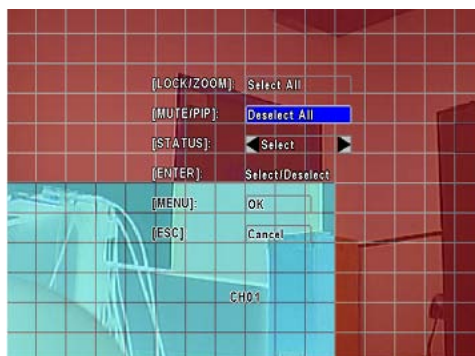 [LOCK/ZOOM]: Select All
[MUTE/PIP]: Deselect All
[STATUS]: Select
[ENTER]: Select/Deselect
[MENU]: OK
[ESC] Cancel
CH01